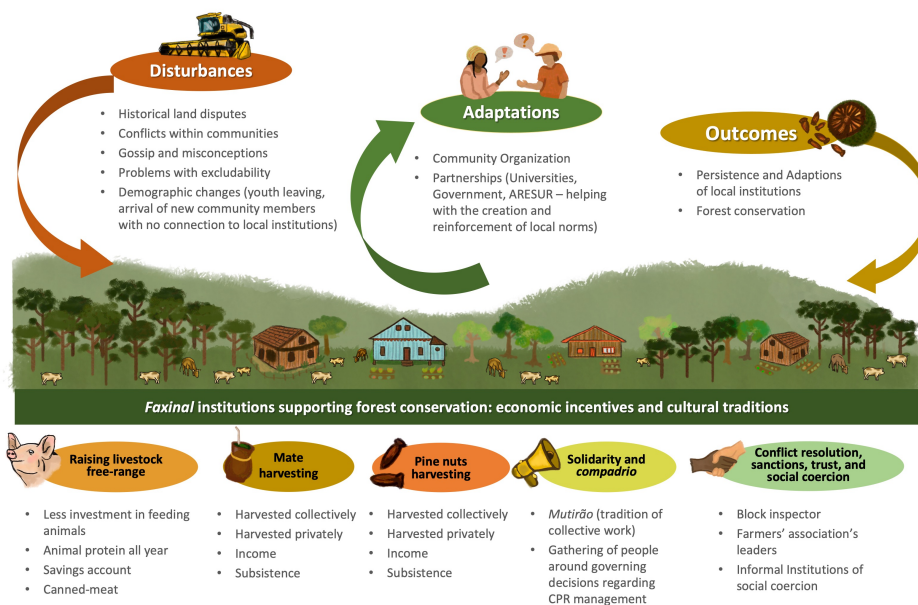 Disturbances
• Historical land disputes
• Conflicts within communities
• Gossip and misconceptions
• Problems with excludability
• Demographic changes (youth leaving,
arrival of new community members
with no connection to local institutions)
! ?
Adaptations
• Community Organization
• Partnerships (Universities,
Government, ARESUR – helping
with the creation and
reinforcement of local norms)
Outcomes
• Persistence and Adaptions
of local institutions
• Forest conservation
Faxinal institutions supporting forest conservation: economic incentives and cultural traditions
Raising livestock
free-range
• Less investment in feeding
animals
• Animal protein all year
• Savings account
• Canned-meat
Mate
harvesting
• Harvested collectively
• Harvested privately
• Income
• Subsistence
Pine nuts
harvesting
• Harvested collectively
• Harvested privately
• Income
• Subsistence
Solidarity and
compadrio
• Mutirão (tradition of
collective work)
• Gathering of people
around governing
decisions regarding
CPR management
Conflict resolution,
sanctions, trust, and
social coercion
• Block inspector
• Farmers' association's
leaders
• Informal Institutions of
social coercion